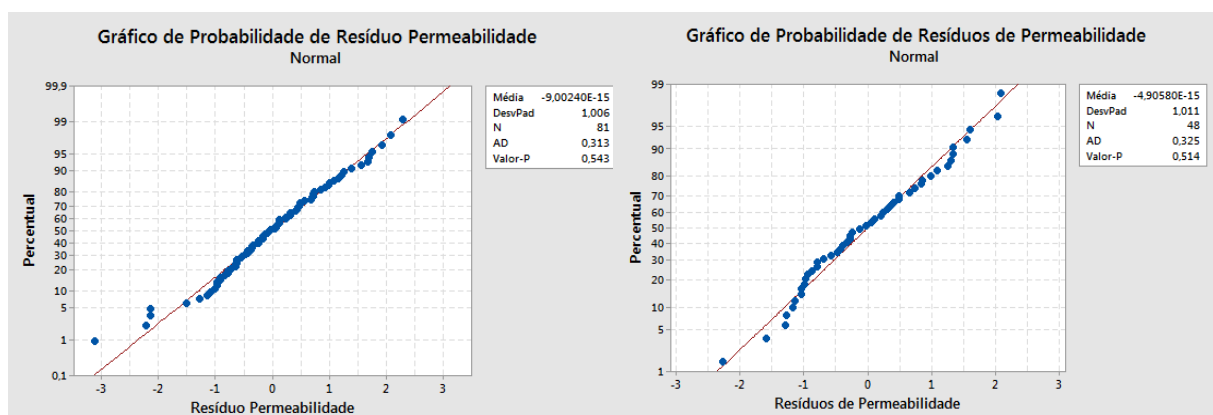 Gráfico de Probabilidade de Resíduo Permeabilidade
Normal
99,9
99
95
90
80
70
60
50
40
30
20
10
5
1
0,1
Percentual
-3 -2 -1 0 1 2 3
Resíduo Permeabilidade
Média -9,00240E-15
DesvPad 1,006
N 81
AD 0,313
Valor-P 0,543
Gráfico de Probabilidade de Resíduos de Permeabilidade
Normal
99
95
90
80
70
60
50
40
30
20
10
5
1
Percentual
-3 -2 -1 0 1 2 3
Resíduos de Permeabilidade
Média -4,90580E-15
DesvPad 1,011
N 48
AD 0,325
Valor-P 0,514